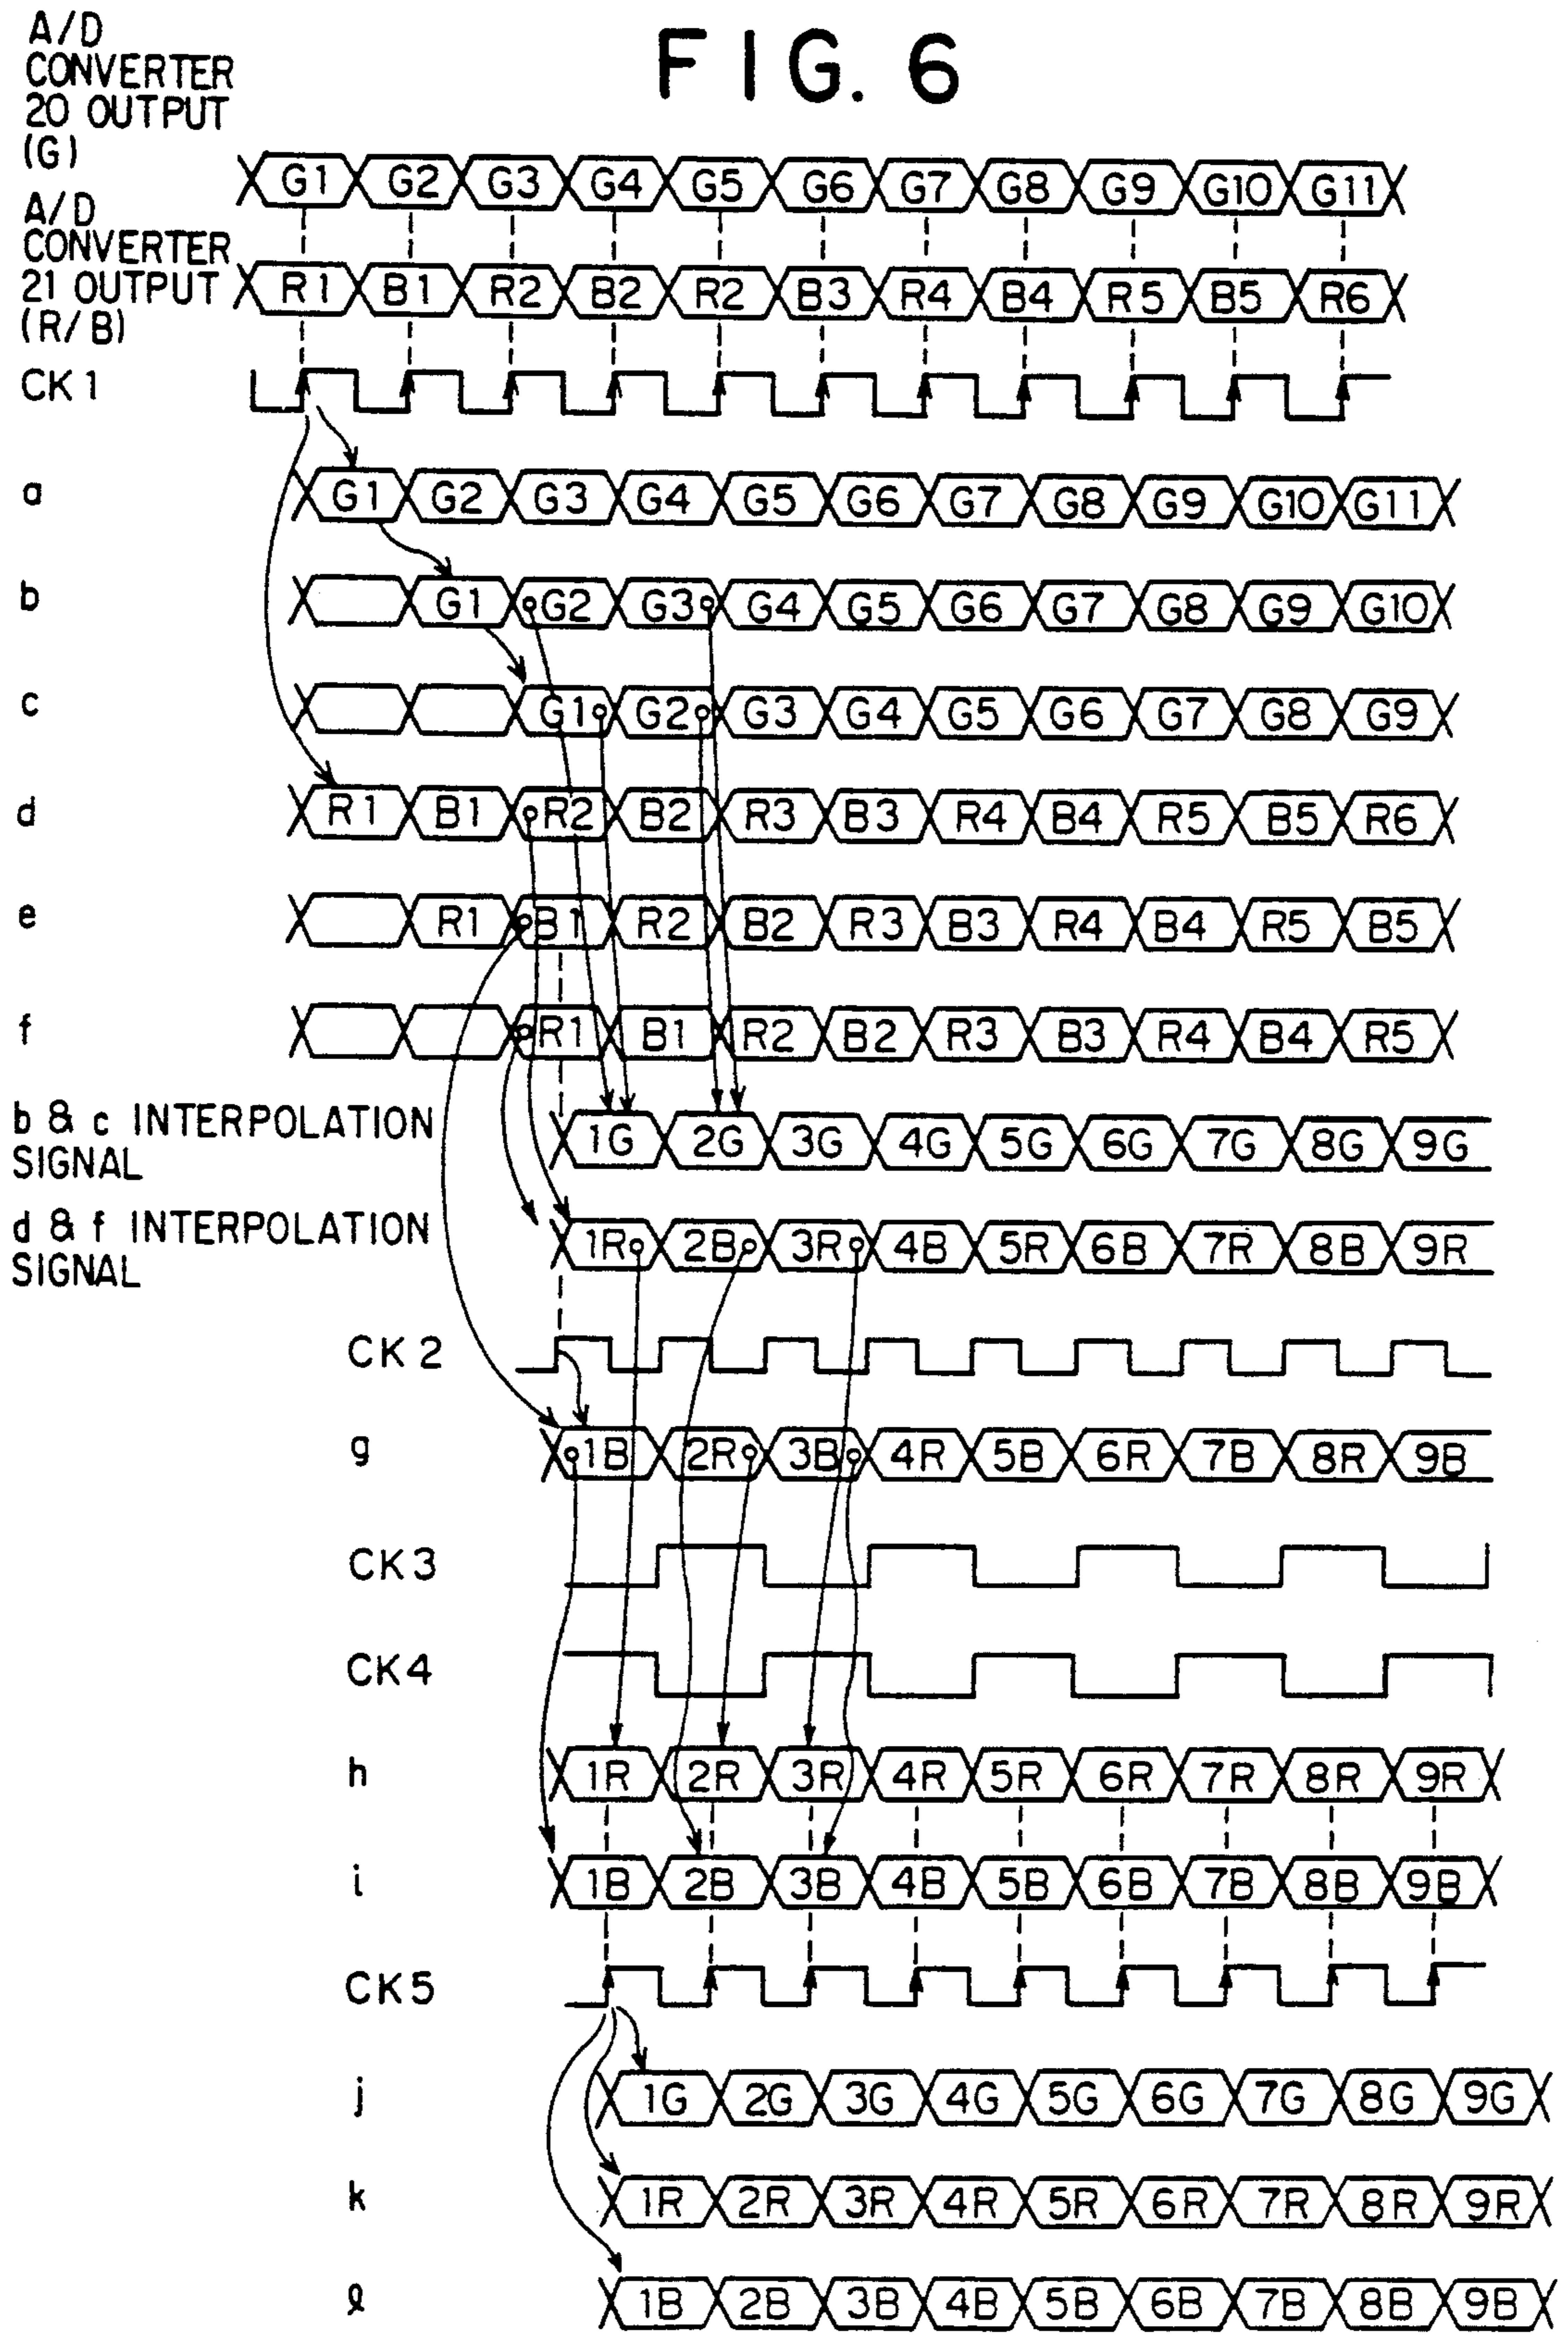 FIG. 6
A/D
CONVERTER
20 OUTPUT
(G)
G1 G2 G3 G4 G5 G6 G7 G8 G9 G10 G11
A/D
CONVERTER
21 OUTPUT
(R/B)
R1 B1 R2 B2 R2 B3 R4 B4 R5 B5 R6
CK1
a G1 G2 G3 G4 G5 G6 G7 G8 G9 G10 G11
b G1 G2 G3 G4 G5 G6 G7 G8 G9 G10
c G1 G2 G3 G4 G5 G6 G7 G8 G9
d R1 B1 R2 B2 R3 B3 R4 B4 R5 B5 R6
e R1 B1 R2 B2 R3 B3 R4 B4 R5 B5
f R1 B1 R2 B2 R3 B3 R4 B4 R5
b & c INTERPOLATION
SIGNAL
1G 2G 3G 4G 5G 6G 7G 8G 9G
d & f INTERPOLATION
SIGNAL
1R 2B 3R 4B 5R 6B 7R 8B 9R
CK2
g 1B 2R 3B 4R 5B 6R 7B 8R 9B
CK3
CK4
h 1R 2R 3R 4R 5R 6R 7R 8R 9R
i 1B 2B 3B 4B 5B 6B 7B 8B 9B
CK5
j 1G 2G 3G 4G 5G 6G 7G 8G 9G
k 1R 2R 3R 4R 5R 6R 7R 8R 9R
ℓ 1B 2B 3B 4B 5B 6B 7B 8B 9B